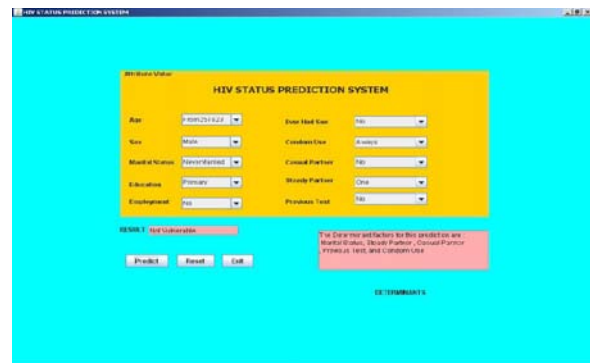 HIV STATUS PREDICTION SYSTEM
Attribute Value
HIV STATUS PREDICTION SYSTEM
Age
Ever Had Sex No
Sex Male Condom Use Always
Marital Status Never Married Casual Partner No
Education Primary Steady Partner One
Employment No Previous Test No
RESULT Not Vulnerable
The Determinant factors for this prediction are :
Marital Status, Steady Partner , Casual Partner
, Previous Test, and Condom Use
Predict Reset Exit
DETERMINANTS